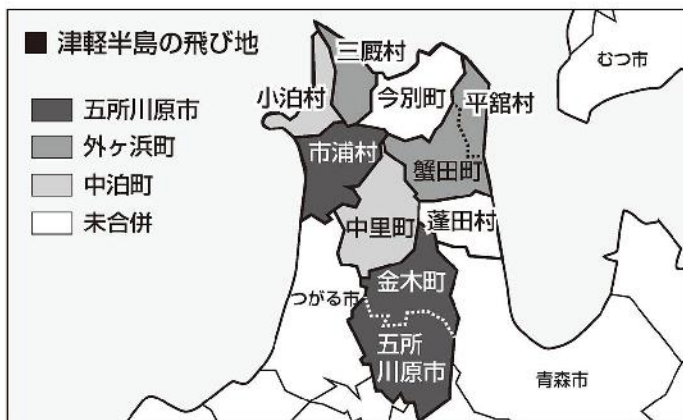 ■ 津軽半島の飛び地
五所川原市
外ヶ浜町
中泊町
未合併
三厩村
小泊村
今別町
平舘村
むつ市
市浦村
蟹田町
中里町
蓬田村
金木町
つがる市
五所
川原市
青森市